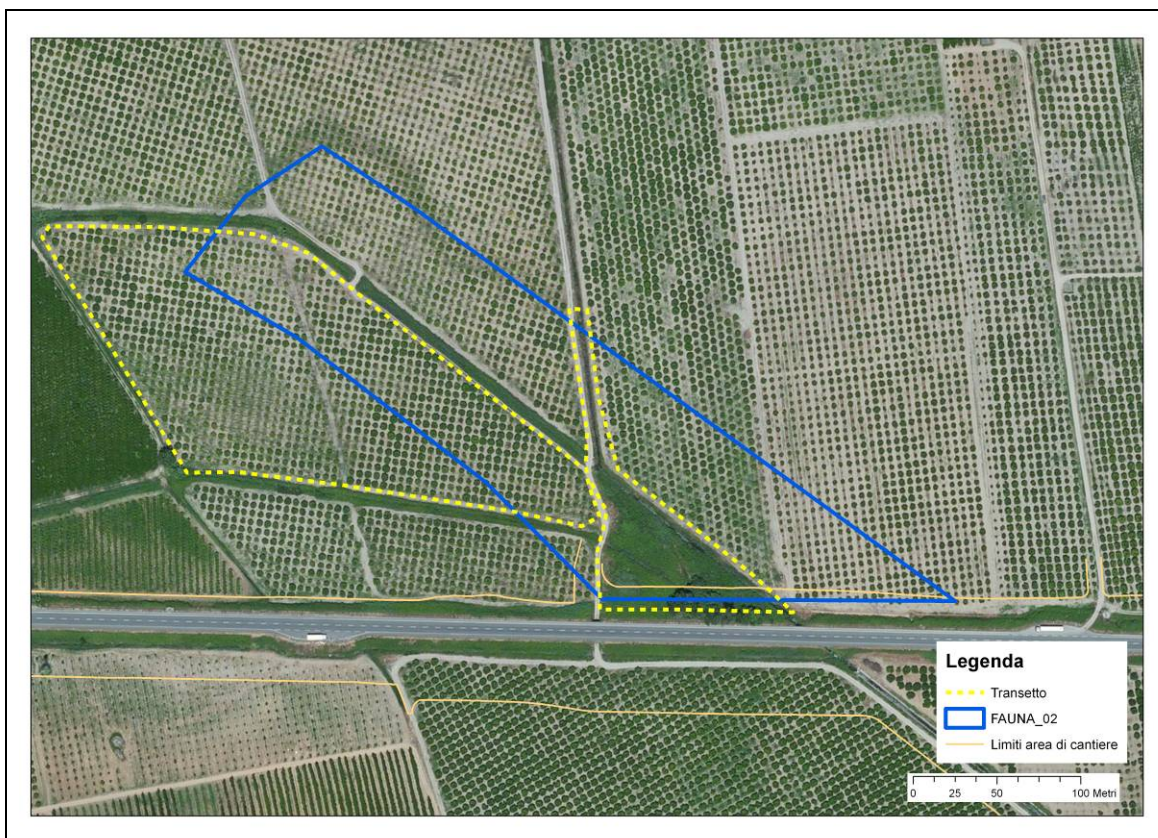 Legenda
Transetto
FAUNA_02
Limiti area di cantiere
0 25 50 100 Metri